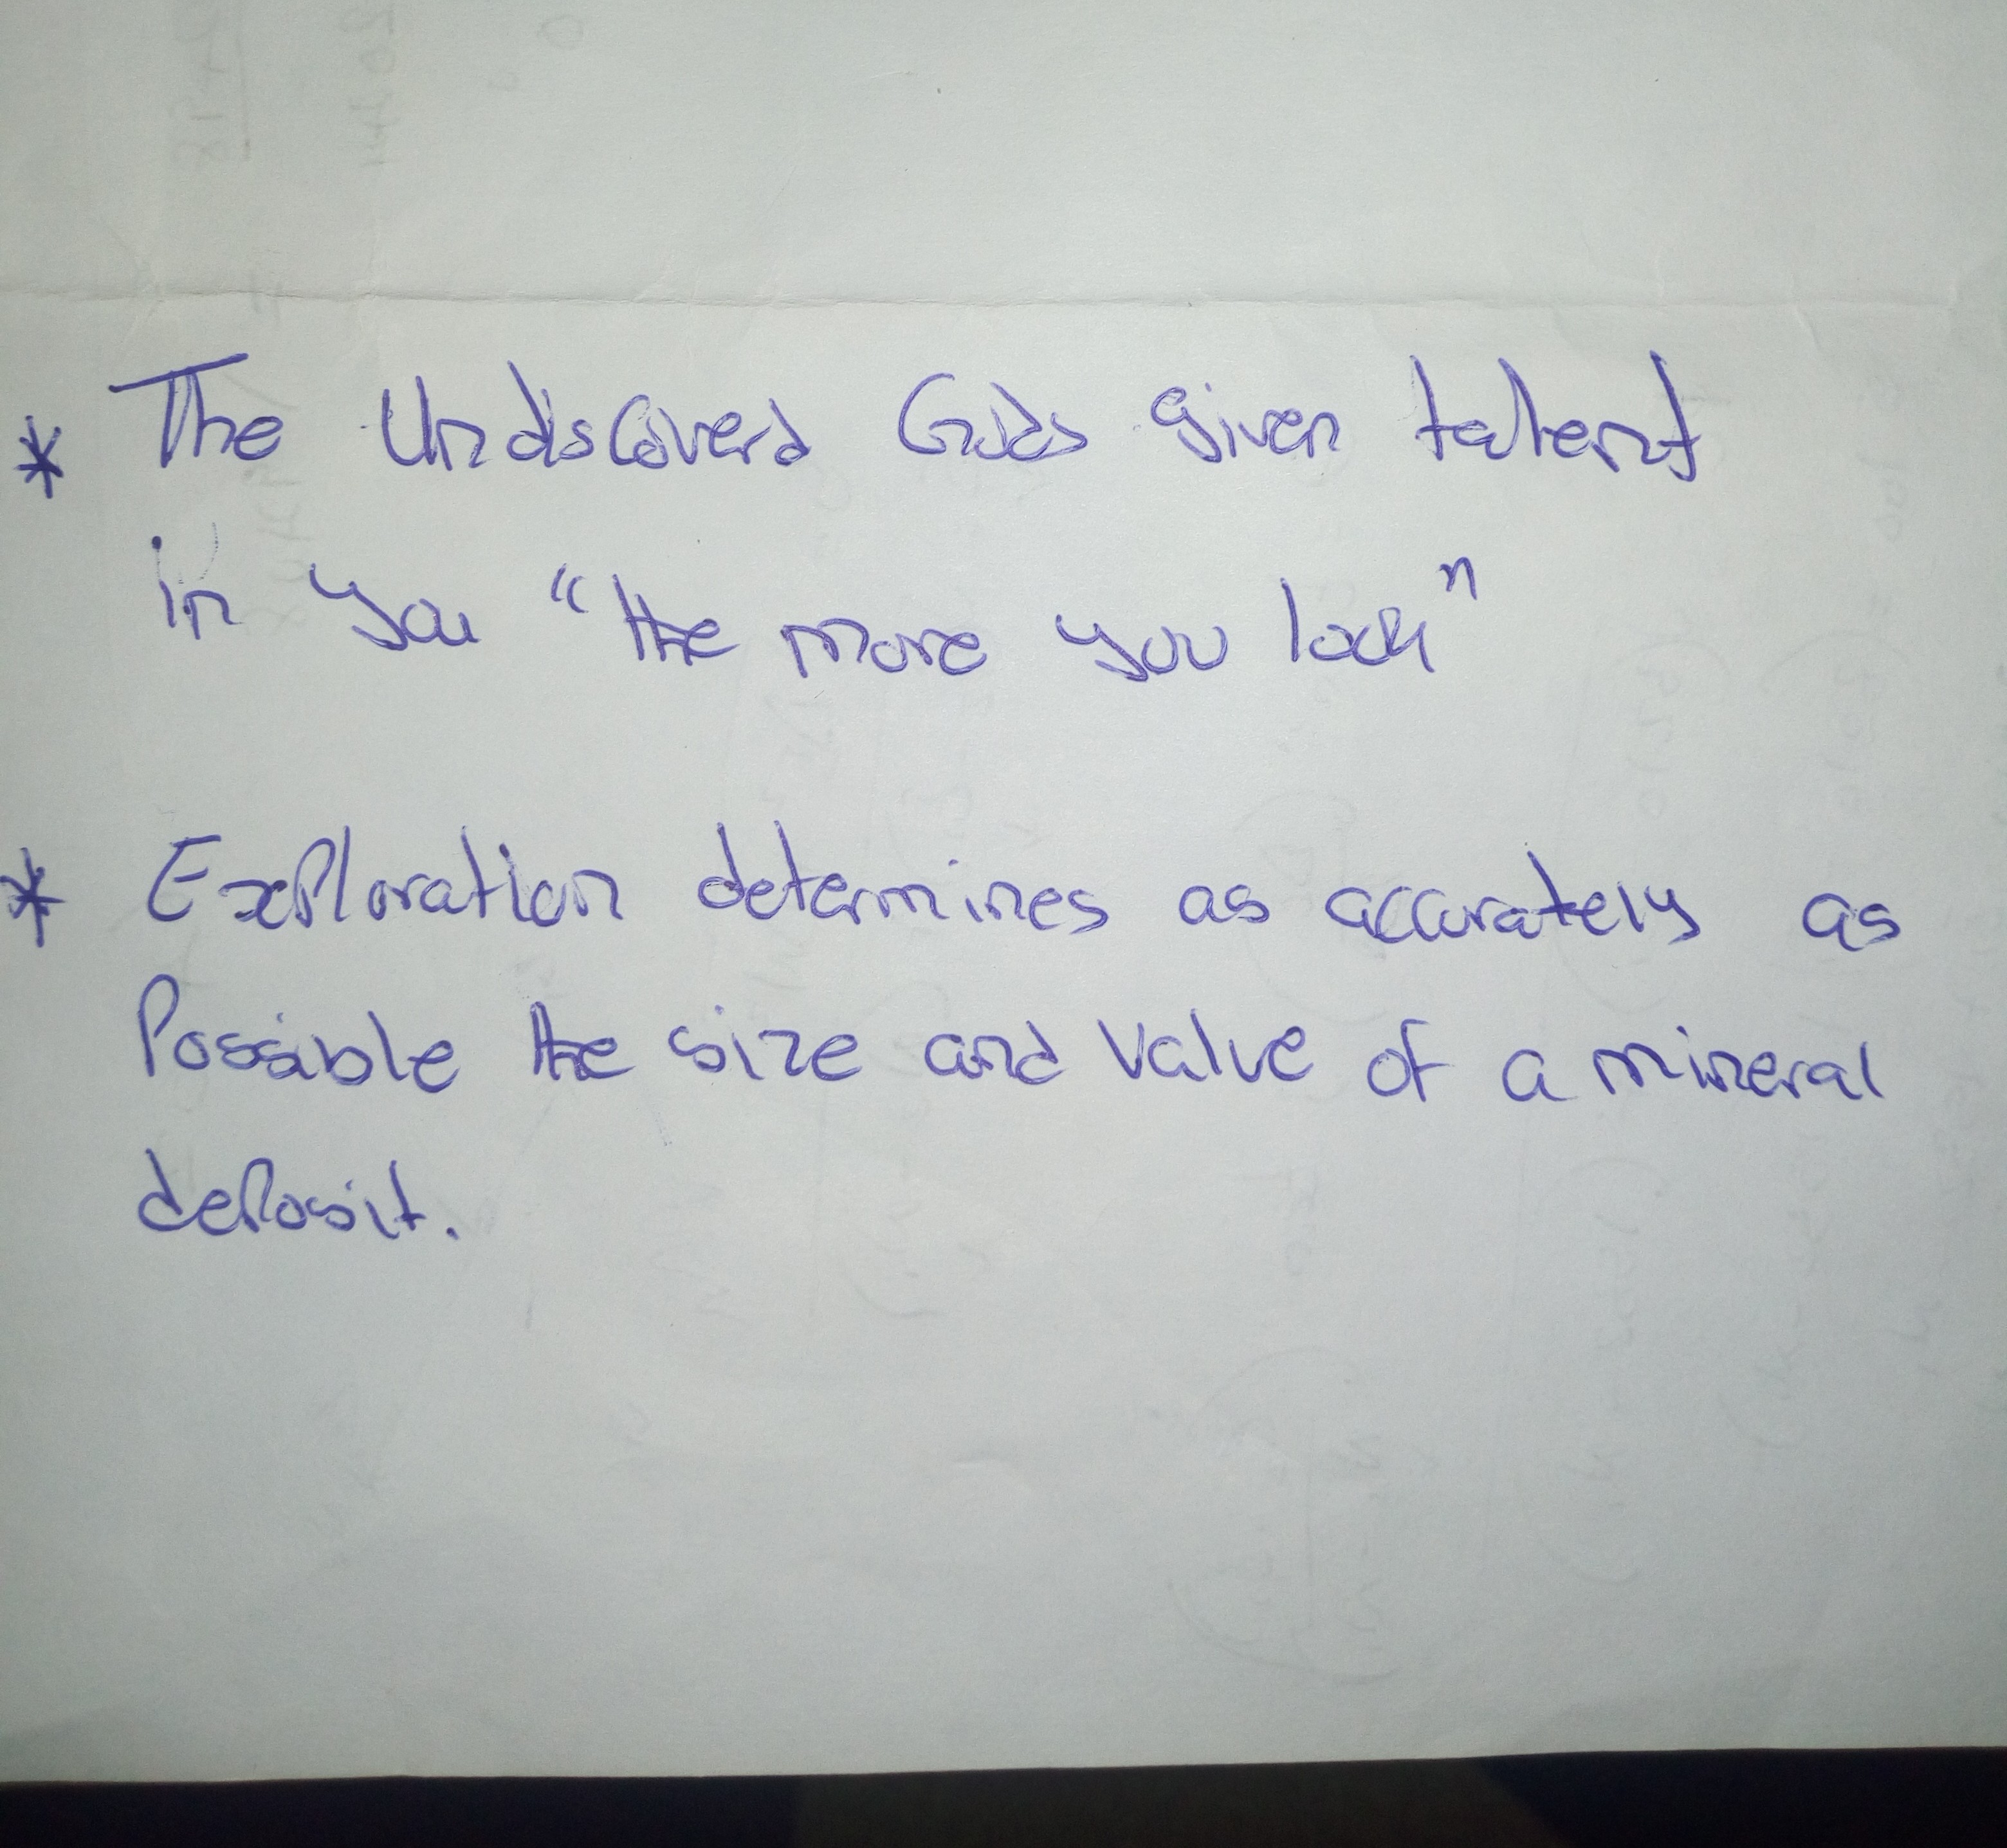 * The Undiscoverd Gods given talent
in you "the more you look"
* Exploration determines as accurately as
Possible the size and value of a mineral
deposit.